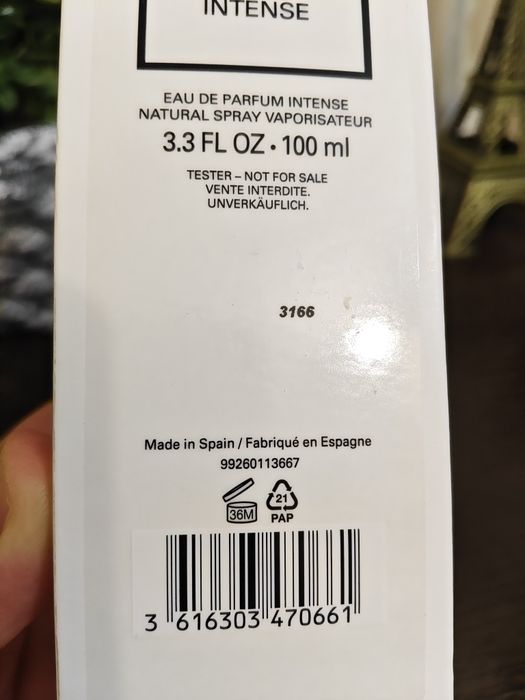 INTENSE
EAU DE PARFUM INTENSE
NATURAL SPRAY VAPORISATEUR
3.3 FL OZ • 100 ml
TESTER – NOT FOR SALE
VENTE INTERDITE.
UNVERKÄUFLICH.
3166
Made in Spain / Fabriqué en Espagne
99260113667
36M
21
PAP
3 616303 470661